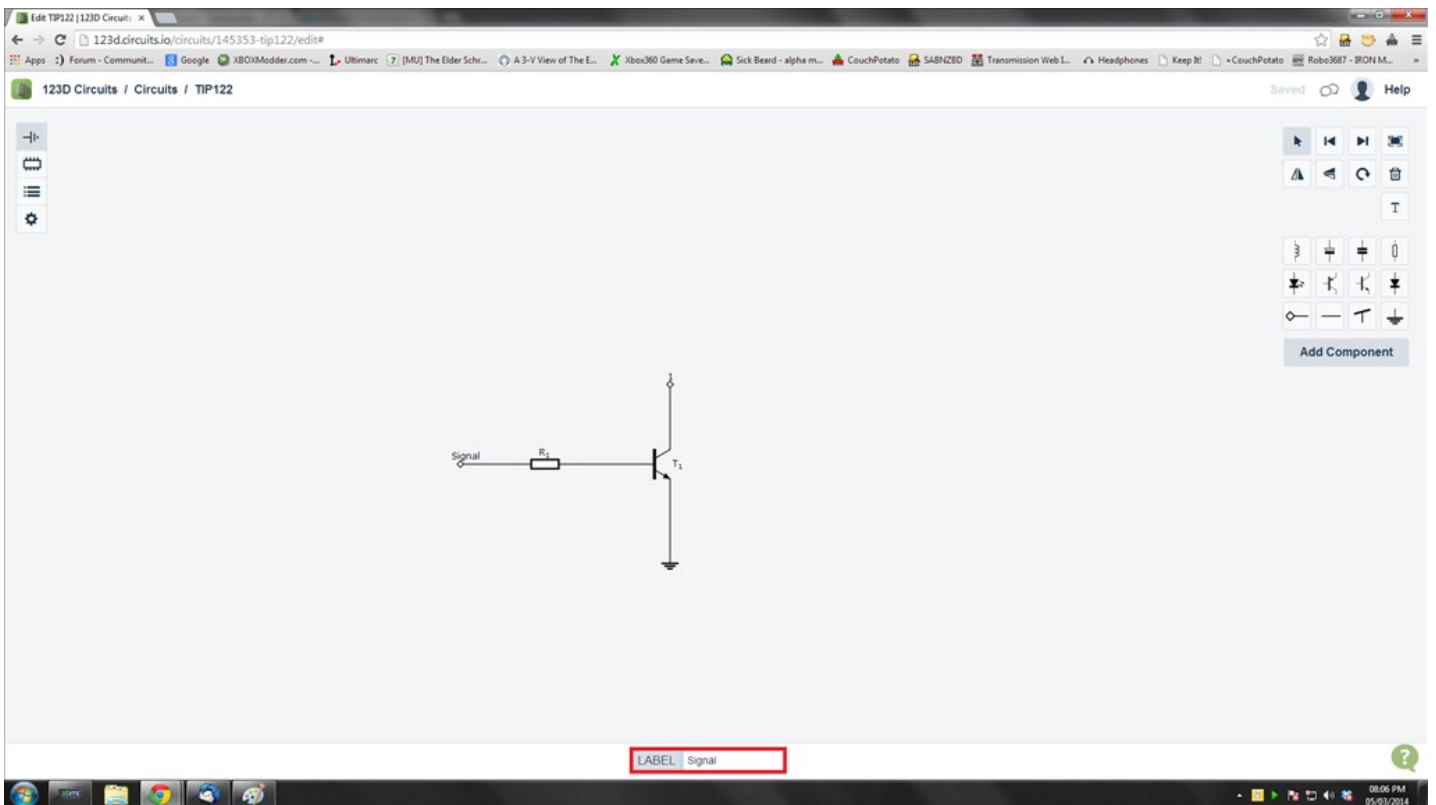 Edit TIP122 | 123D Circuits
123d.circuits.io/circuits/145353-tip122/edit#
Apps :) Forum - Communit... Google XBOXModder.com -... Ultimarc [MU] The Elder Schr... A 3-V View of The E... Xbox360 Game Save... Sick Beard - alpha m... CouchPotato SABNZBD Transmission Web I... Headphones Keep It! +CouchPotato Robo3687 - IRON M... »
123D Circuits / Circuits / TIP122 Saved Help
T
Add Component
1
Signal R1
T1
LABEL Signal
?
08:06 PM
05/03/2014